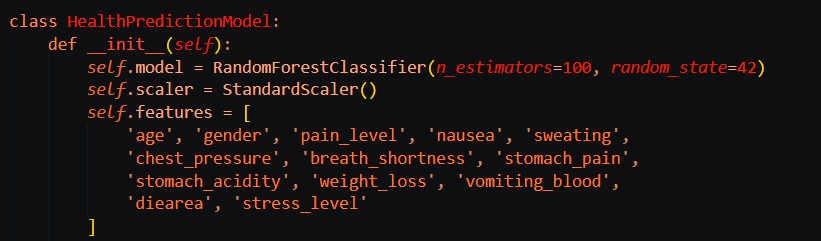 class HealthPredictionModel:
    def __init__(self):
        self.model = RandomForestClassifier(n_estimators=100, random_state=42)
        self.scaler = StandardScaler()
        self.features = [
            'age', 'gender', 'pain_level', 'nausea', 'sweating',
            'chest_pressure', 'breath_shortness', 'stomach_pain',
            'stomach_acidity', 'weight_loss', 'vomiting_blood',
            'diearea', 'stress_level'
        ]